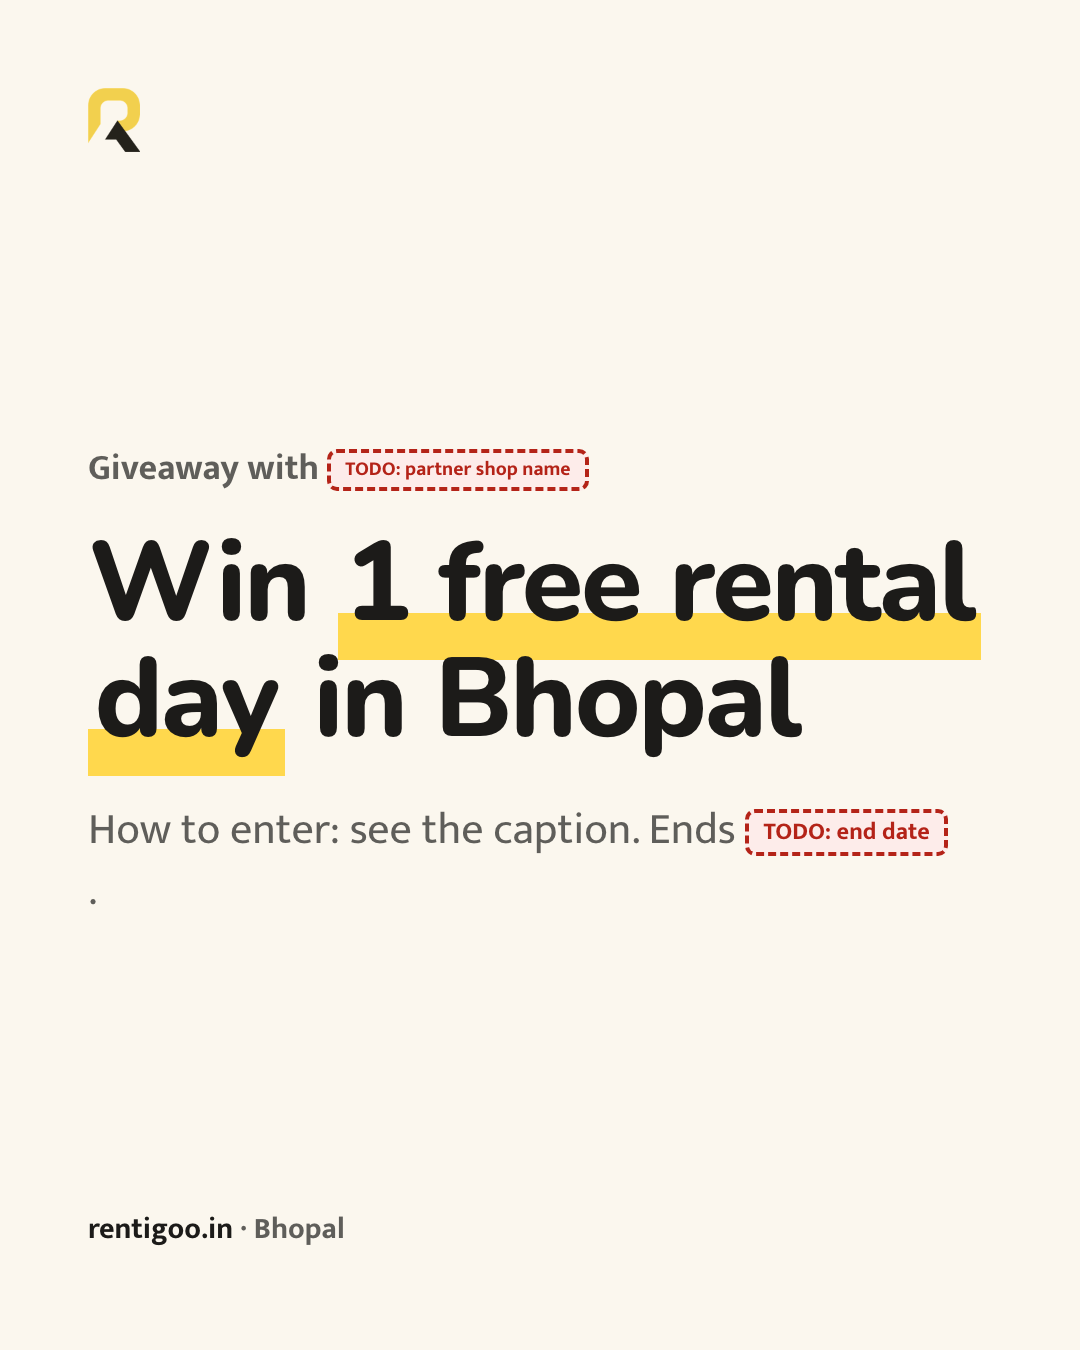 Giveaway with TODO: partner shop name
Win 1 free rental
day in Bhopal
How to enter: see the caption. Ends TODO: end date
.
rentigoo.in · Bhopal